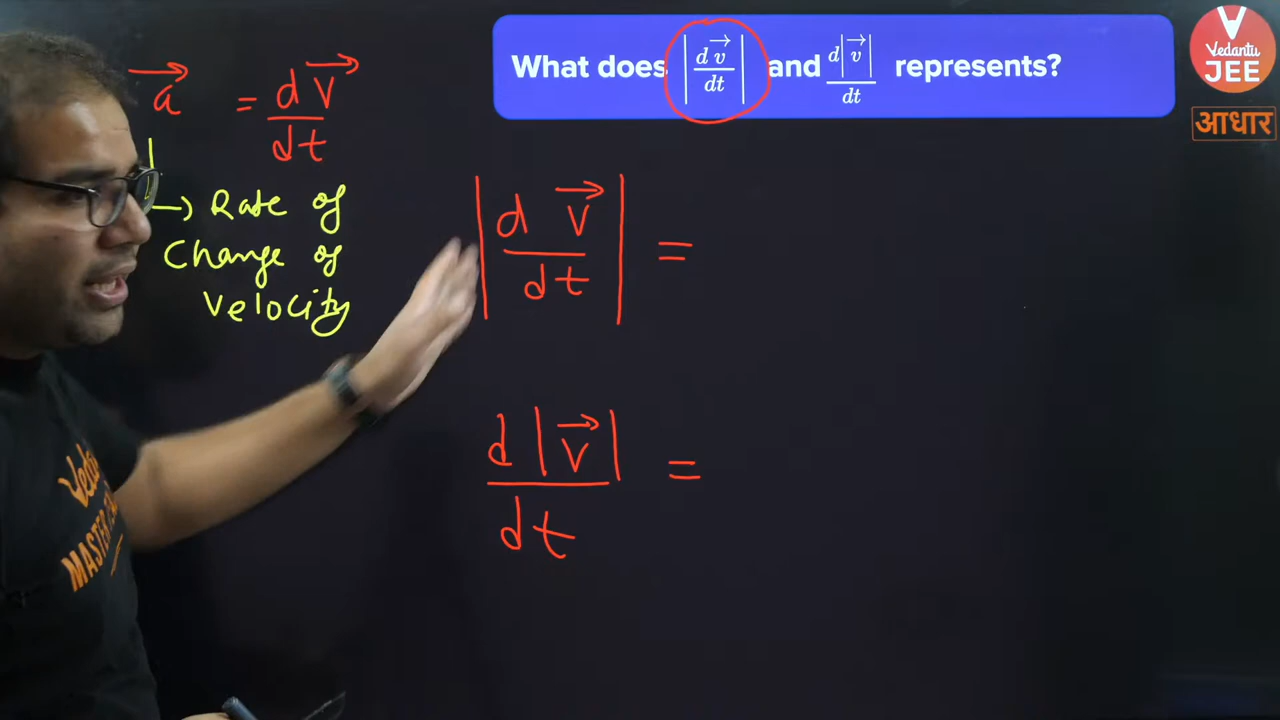 What does |dv⃗/dt| and d|v⃗|/dt represents?
V
Vedantu
JEE
आधार
a⃗ = dv⃗/dt
→ Rate of
Change of
Velocity
|dv⃗/dt| =
d|v⃗|/dt =
MASTER